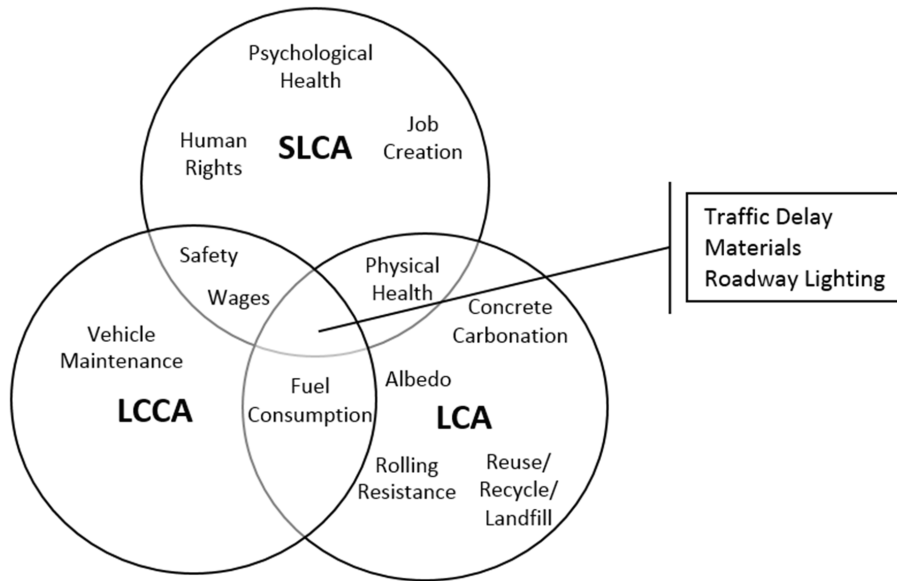 Psychological
Health
Human
Rights
SLCA
Job
Creation
Safety
Wages
Physical
Health
Traffic Delay
Materials
Roadway Lighting
Vehicle
Maintenance
LCCA
Fuel
Consumption
Concrete
Carbonation
Albedo
LCA
Rolling
Resistance
Reuse/
Recycle/
Landfill